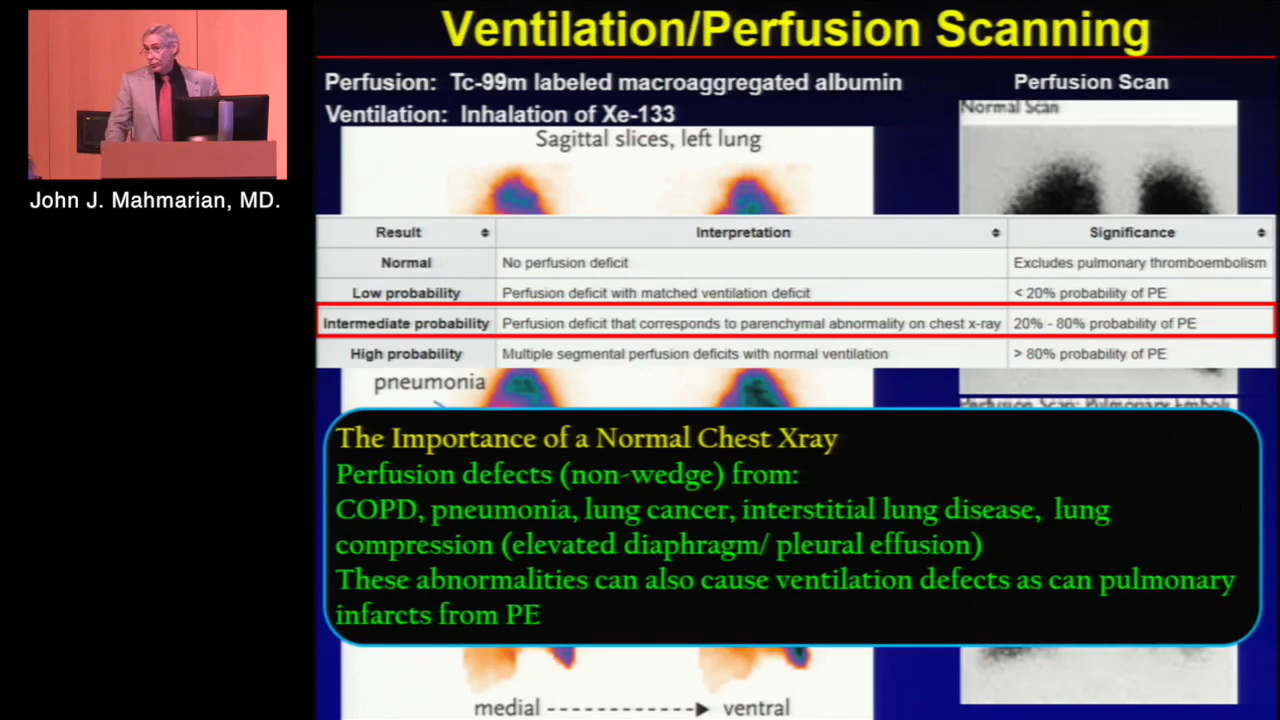 Ventilation/Perfusion Scanning
Perfusion: Tc-99m labeled macroaggregated albumin
Ventilation: Inhalation of Xe-133
Perfusion Scan
Normal Scan
Sagittal slices, left lung
John J. Mahmarian, MD.
Result Interpretation Significance
Normal No perfusion deficit Excludes pulmonary thromboembolism
Low probability Perfusion deficit with matched ventilation deficit < 20% probability of PE
Intermediate probability Perfusion deficit that corresponds to parenchymal abnormality on chest x-ray 20% - 80% probability of PE
High probability Multiple segmental perfusion deficits with normal ventilation > 80% probability of PE
pneumonia
Perfusion Scan: Pulmonary Emboli
The Importance of a Normal Chest Xray
Perfusion defects (non-wedge) from:
COPD, pneumonia, lung cancer, interstitial lung disease, lung
compression (elevated diaphragm/ pleural effusion)
These abnormalities can also cause ventilation defects as can pulmonary
infarcts from PE
medial ventral